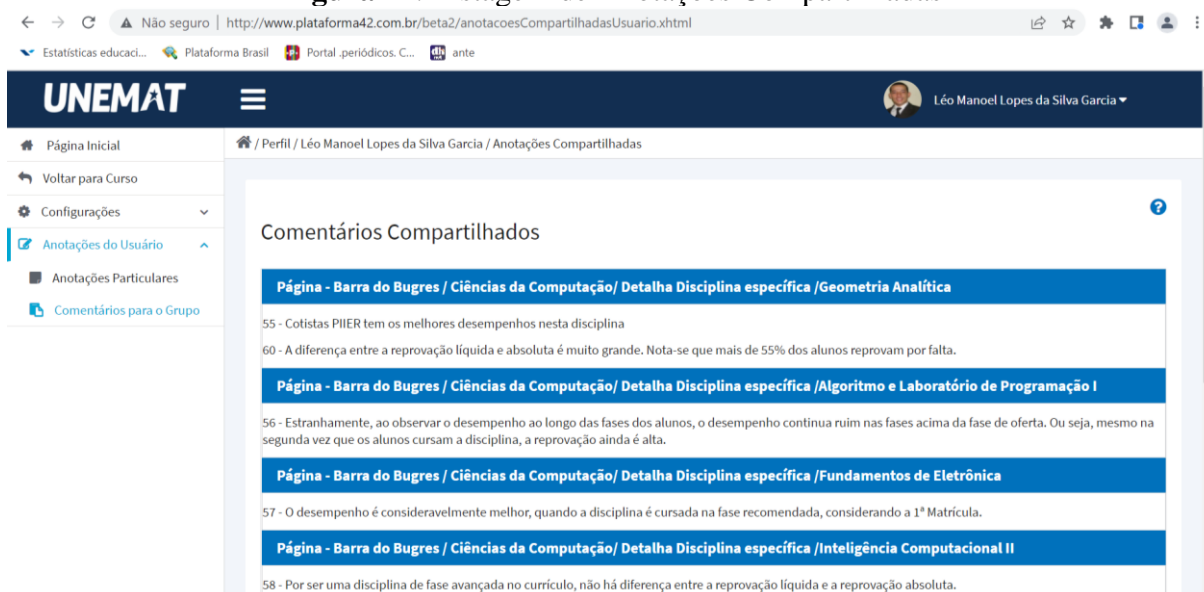 ← → C Não seguro | http://www.plataforma42.com.br/beta2/anotacoesCompartilhadasUsuario.xhtml
Estatísticas educaci... Plataforma Brasil Portal .periódicos. C... ante
UNEMAT Léo Manoel Lopes da Silva Garcia
Página Inicial
/ Perfil / Léo Manoel Lopes da Silva Garcia / Anotações Compartilhadas
Voltar para Curso
Configurações
Anotações do Usuário
Anotações Particulares
Comentários para o Grupo
Comentários Compartilhados
Página - Barra do Bugres / Ciências da Computação/ Detalha Disciplina específica /Geometria Analítica
55 - Cotistas PIIER tem os melhores desempenhos nesta disciplina
60 - A diferença entre a reprovação líquida e absoluta é muito grande. Nota-se que mais de 55% dos alunos reprovam por falta.
Página - Barra do Bugres / Ciências da Computação/ Detalha Disciplina específica /Algoritmo e Laboratório de Programação I
56 - Estranhamente, ao observar o desempenho ao longo das fases dos alunos, o desempenho continua ruim nas fases acima da fase de oferta. Ou seja, mesmo na
segunda vez que os alunos cursam a disciplina, a reprovação ainda é alta.
Página - Barra do Bugres / Ciências da Computação/ Detalha Disciplina específica /Fundamentos de Eletrônica
57 - O desempenho é consideravelmente melhor, quando a disciplina é cursada na fase recomendada, considerando a 1ª Matrícula.
Página - Barra do Bugres / Ciências da Computação/ Detalha Disciplina específica /Inteligência Computacional II
58 - Por ser uma disciplina de fase avançada no currículo, não há diferença entre a reprovação líquida e a reprovação absoluta.